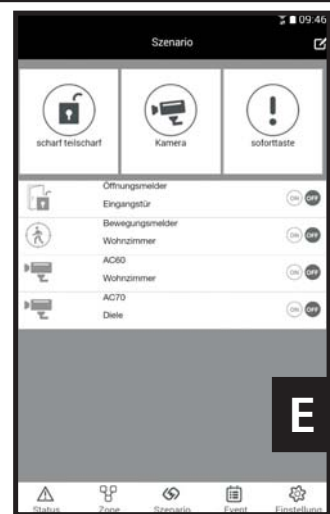 09:46
Szenario
scharf teilscharf
Kamera
soforttaste
Öffnungsmelder
Eingangstür
ON OFF
Bewegungsmelder
Wohnzimmer
ON OFF
AC60
Wohnzimmer
ON OFF
AC70
Diele
ON OFF
E
Status Zone Szenario Event Einstellung